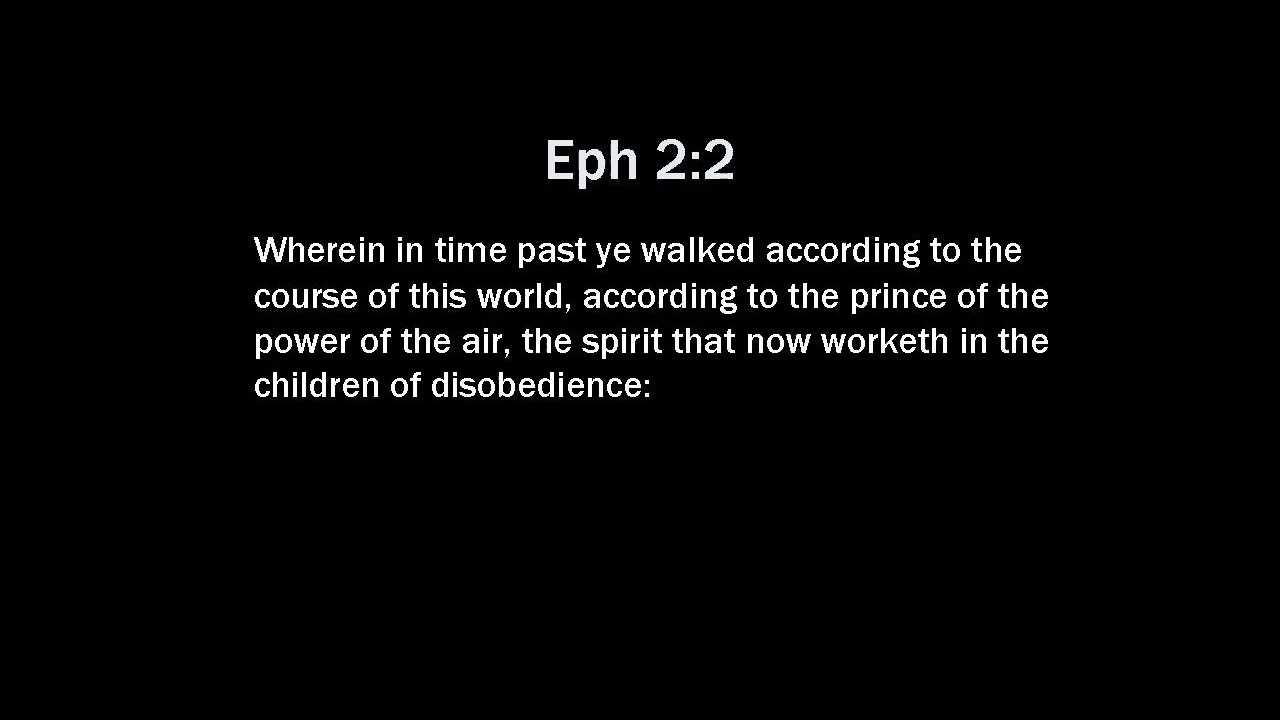 Eph 2:2
Wherein in time past ye walked according to the
course of this world, according to the prince of the
power of the air, the spirit that now worketh in the
children of disobedience: